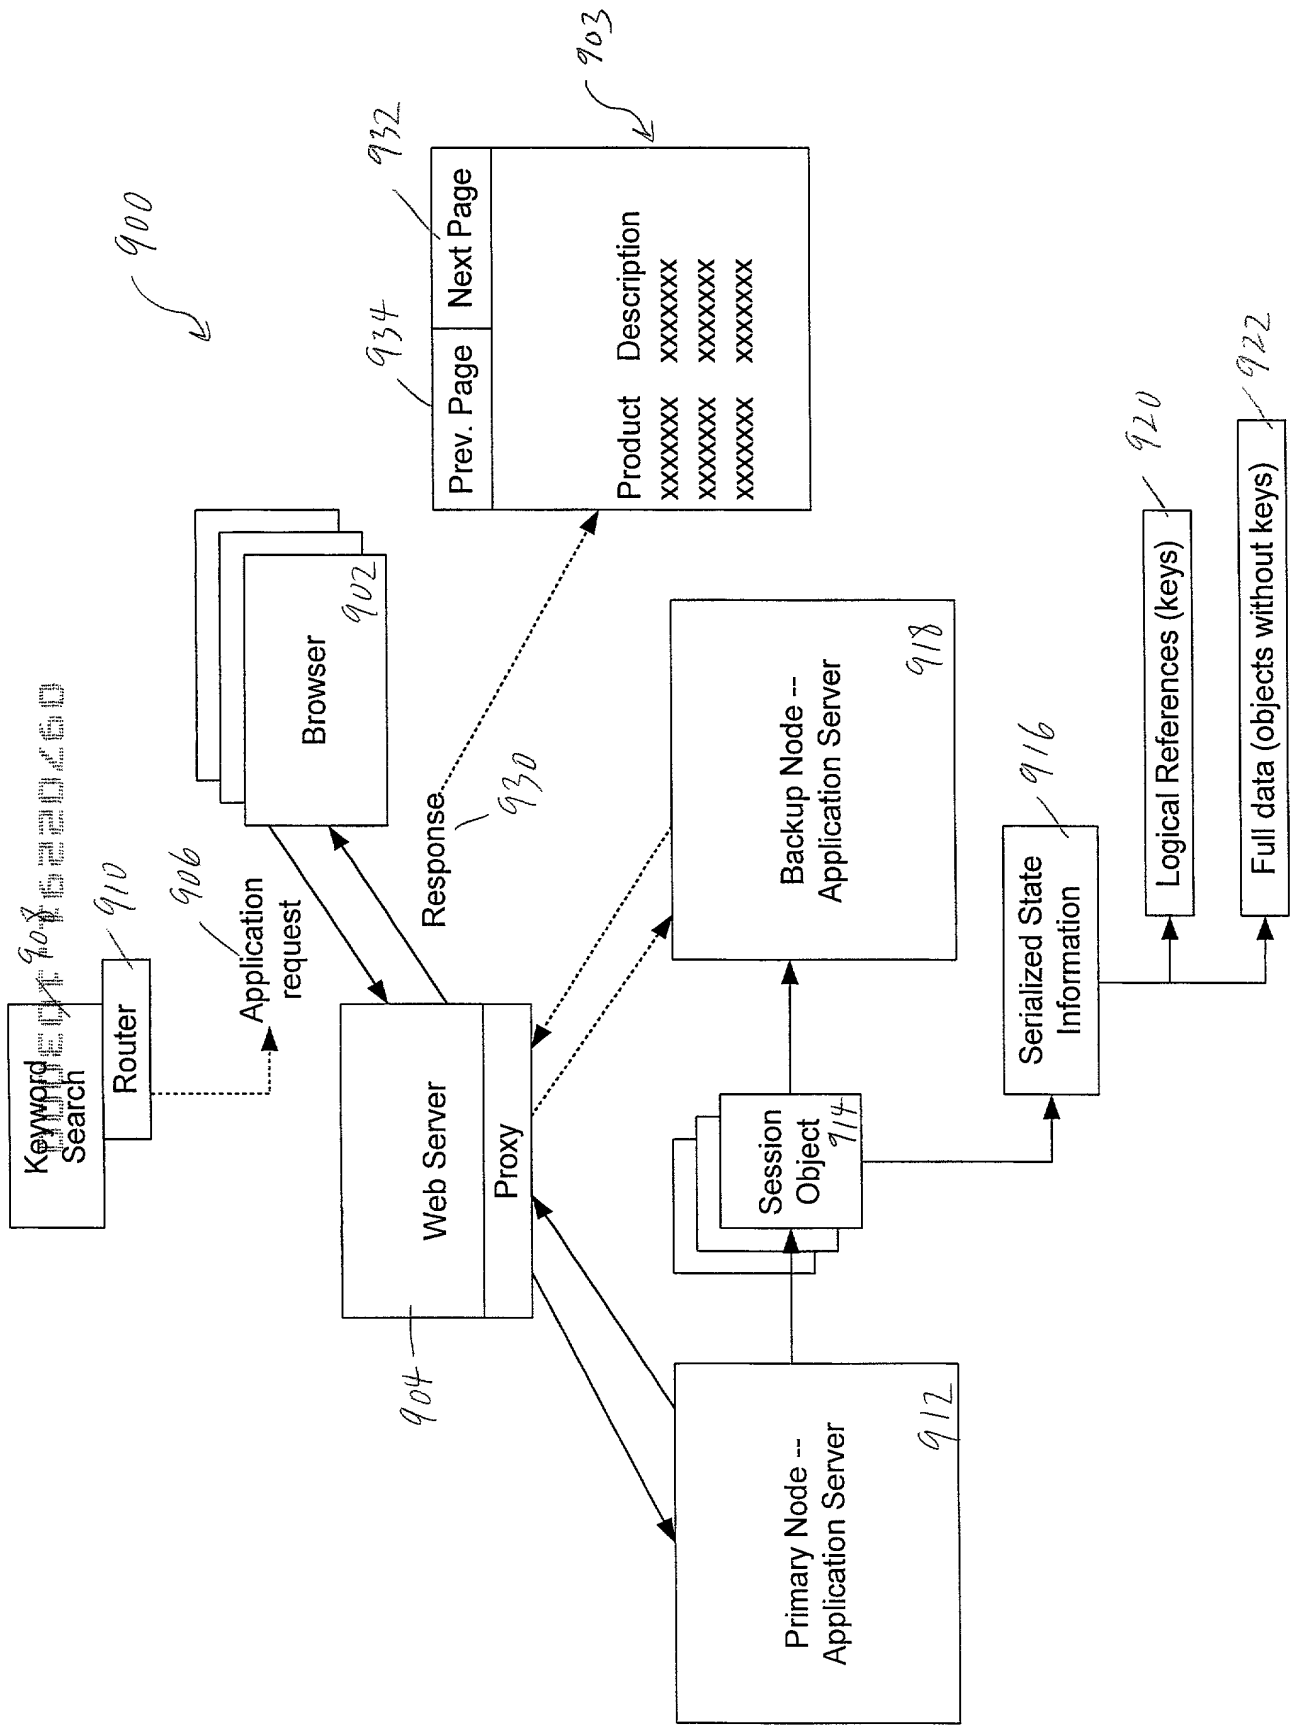 Keyword
Search
908
Router
910
906
Application
request
Browser
902
900
Web Server
Proxy
904
Response
930
934
932
Prev. Page
Next Page
903
Product Description
xxxxxxx xxxxxxx
xxxxxxx xxxxxxx
xxxxxxx xxxxxxx
Primary Node --
Application Server
912
Session
Object
914
Backup Node --
Application Server
918
Serialized State
Information
916
Logical References (keys)
920
Full data (objects without keys)
922